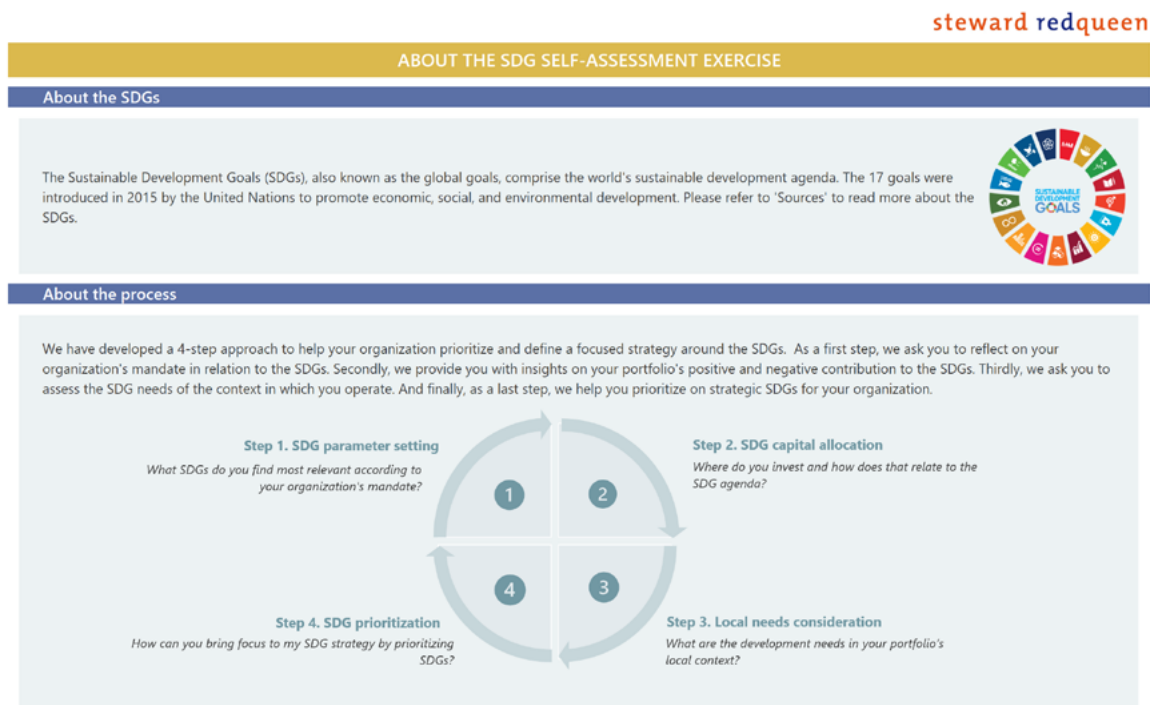 steward redqueen
ABOUT THE SDG SELF-ASSESSMENT EXERCISE
About the SDGs
The Sustainable Development Goals (SDGs), also known as the global goals, comprise the world's sustainable development agenda. The 17 goals were
introduced in 2015 by the United Nations to promote economic, social, and environmental development. Please refer to 'Sources' to read more about the
SDGs.
SUSTAINABLE
DEVELOPMENT
GOALS
About the process
We have developed a 4-step approach to help your organization prioritize and define a focused strategy around the SDGs.  As a first step, we ask you to reflect on your
organization's mandate in relation to the SDGs. Secondly, we provide you with insights on your portfolio's positive and negative contribution to the SDGs. Thirdly, we ask you to
assess the SDG needs of the context in which you operate. And finally, as a last step, we help you prioritize on strategic SDGs for your organization.
Step 1. SDG parameter setting
What SDGs do you find most relevant according to
your organization's mandate?
1
2
Step 2. SDG capital allocation
Where do you invest and how does that relate to the
SDG agenda?
4
3
Step 4. SDG prioritization
How can you bring focus to my SDG strategy by prioritizing
SDGs?
Step 3. Local needs consideration
What are the development needs in your portfolio's
local context?